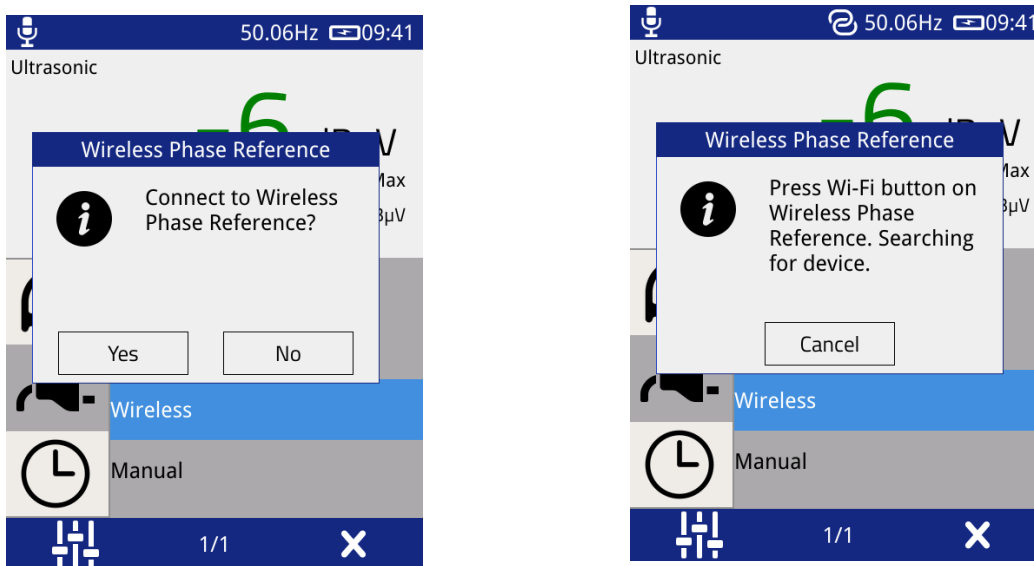 50.06Hz 09:41
Ultrasonic
Wireless Phase Reference
Connect to Wireless
Phase Reference?
Yes No
Wireless
Manual
1/1
50.06Hz 09:41
Ultrasonic
Wireless Phase Reference
Press Wi-Fi button on
Wireless Phase
Reference. Searching
for device.
Cancel
Wireless
Manual
1/1